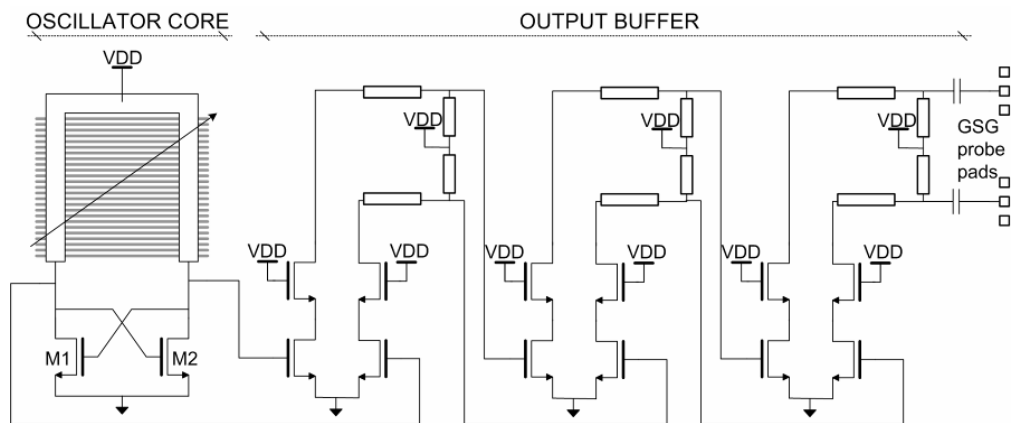 OSCILLATOR CORE
OUTPUT BUFFER
VDD
VDD
VDD
VDD
GSG
probe
pads
VDD
VDD
VDD
VDD
VDD
VDD
M1
M2